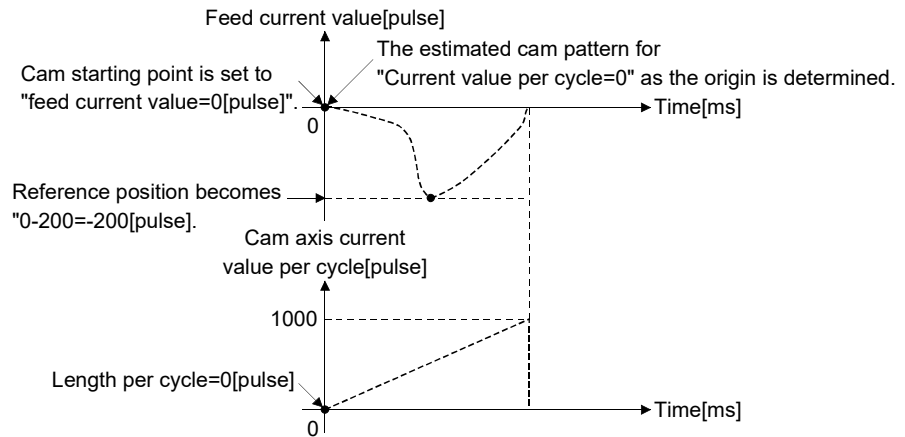 Feed current value[pulse]
The estimated cam pattern for
"Current value per cycle=0" as the origin is determined.
Cam starting point is set to
"feed current value=0[pulse]".
Time[ms]
0
Reference position becomes
"0-200=-200[pulse].
Cam axis current
value per cycle[pulse]
1000
Length per cycle=0[pulse]
Time[ms]
0